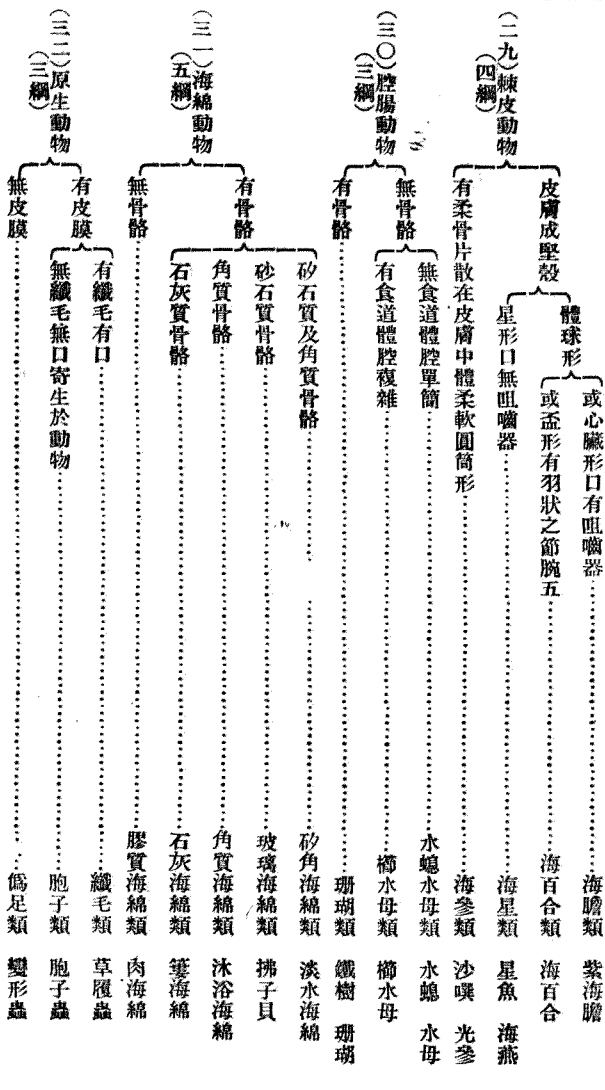 （二九）棘皮動物
（四綱）
皮膚成堅殼
體球形
或心臟形口有咀嚼器……海膽類 紫海膽
或盃形有羽狀之節腕五……海百合類 海百合
星形口無咀嚼器……海星類 星魚 海燕
有柔骨片散在皮膚中體柔軟圓筒形……海參類 沙噀 光參
（三〇）腔腸動物
（三綱）
無骨骼
無食道體腔單簡……水螅水母類 水螅 水母
有食道體腔複雜……櫛水母類 櫛水母
有骨骼……珊瑚類 鐵樹 珊瑚
（三一）海綿動物
（五綱）
有骨骼
矽石質及角質骨骼……矽角海綿類 淡水海綿
砂石質骨骼……玻璃海綿類 拂子貝
角質骨骼……角質海綿類 沐浴海綿
石灰質骨骼……石灰海綿類 簍海綿
無骨骼……膠質海綿類 肉海綿
（三二）原生動物
（三綱）
有皮膜
有纖毛有口……纖毛類 草履蟲
無纖毛無口寄生於動物……胞子類 胞子蟲
無皮膜……僞足類 變形蟲